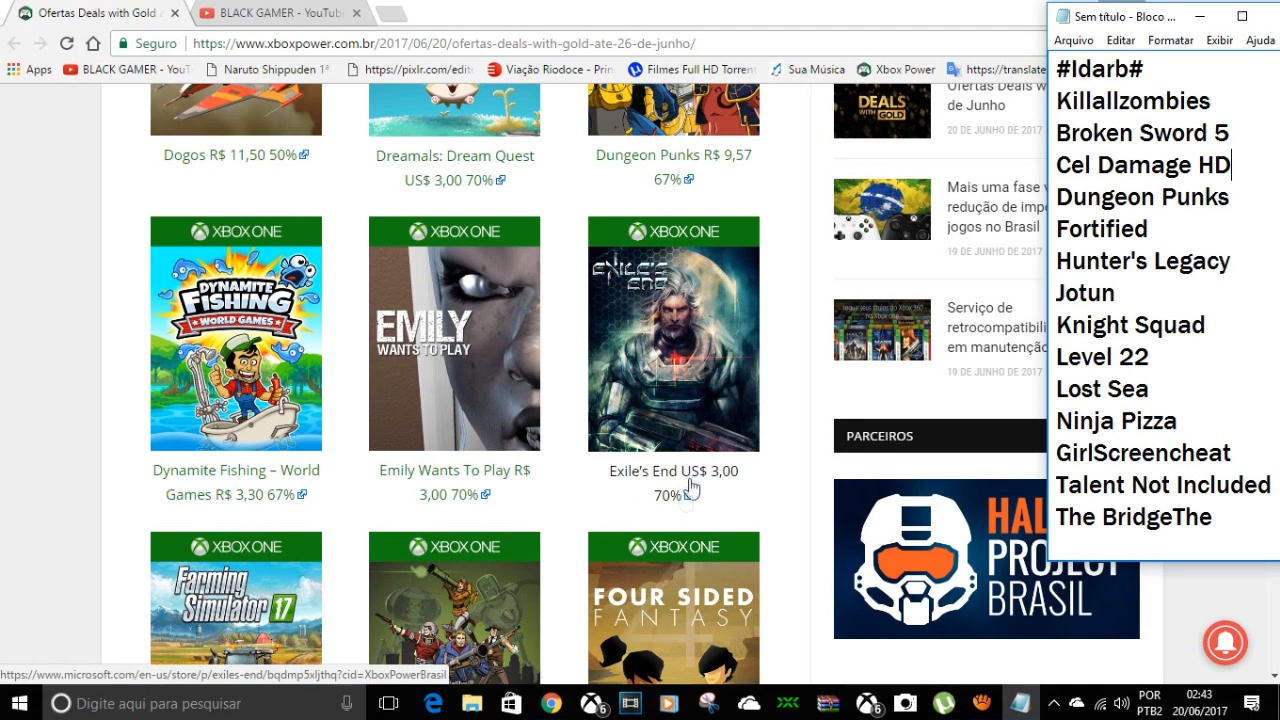 Ofertas Deals with Gold a
BLACK GAMER - YouTube
Seguro
https://www.xboxpower.com.br/2017/06/20/ofertas-deals-with-gold-ate-26-de-junho/
Apps
BLACK GAMER - YouT
Naruto Shippuden 1ª
https://pixlr.com/edit
Viação Riodoce - Prin
Filmes Full HD Torrent
Sua Música
Xbox Power
https://translate
Dogos R$ 11,50 50%
Dreamals: Dream Quest
US$ 3,00 70%
Dungeon Punks R$ 9,57
67%
XBOX ONE
DYNAMITE
FISHING
WORLD GAMES
XBOX ONE
EMILY
WANTS TO PLAY
XBOX ONE
EXILE'S
END
Dynamite Fishing – World
Games R$ 3,30 67%
Emily Wants To Play R$
3,00 70%
Exile's End US$ 3,00
70%
XBOX ONE
Farming
Simulator 17
XBOX ONE
XBOX ONE
FOUR SIDED
FANTASY
DEALS
WITH GOLD
Ofertas Deals w
de Junho
20 DE JUNHO DE 2017
Mais uma fase v
redução de impo
jogos no Brasil
19 DE JUNHO DE 2017
Serviço de
retrocompatibili
em manutenção
19 DE JUNHO DE 2017
PARCEIROS
HAL
PROJECT
BRASIL
Sem título - Bloco ...
Arquivo Editar Formatar Exibir Ajuda
#Idarb#
Killallzombies
Broken Sword 5
Cel Damage HD
Dungeon Punks
Fortified
Hunter's Legacy
Jotun
Knight Squad
Level 22
Lost Sea
Ninja Pizza
GirlScreencheat
Talent Not Included
The BridgeThe
https://www.microsoft.com/en-us/store/p/exiles-end/bqdmp5xljthq?cid=XboxPowerBrasil
Digite aqui para pesquisar
6
6
POR
PTB2
02:43
20/06/2017